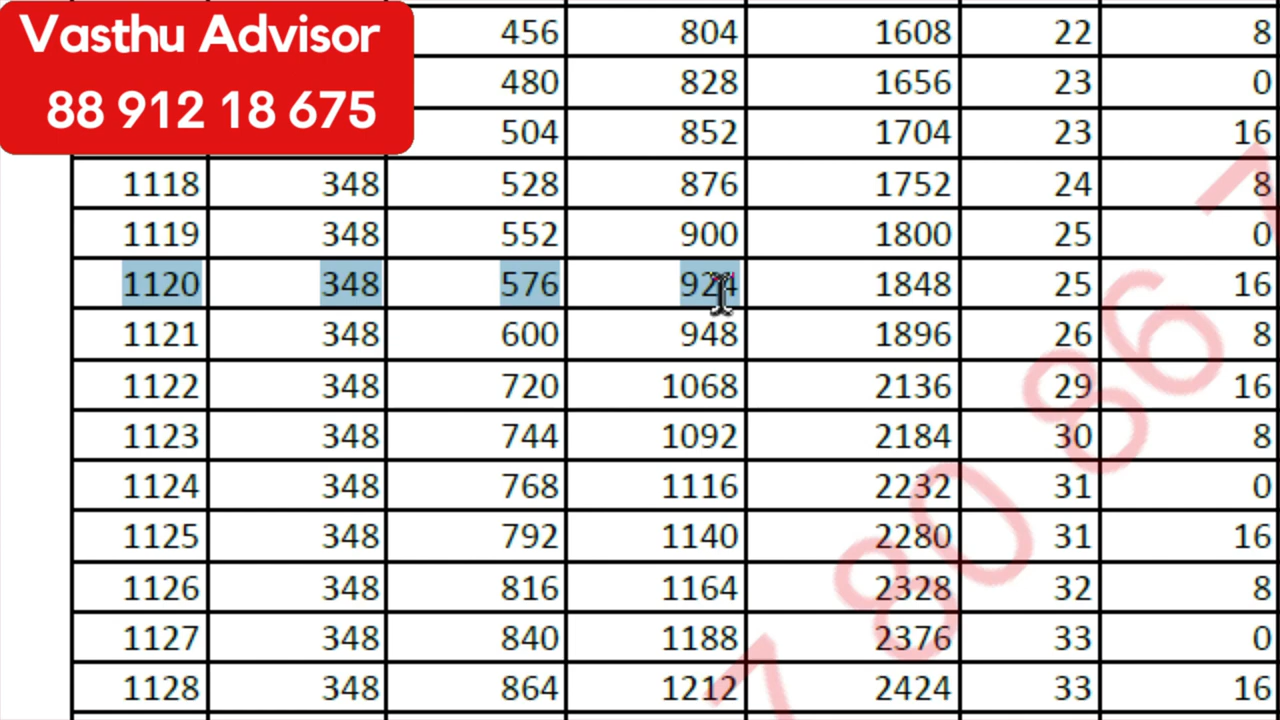 Vasthu Advisor
88 912 18 675
456 804 1608 22 8
480 828 1656 23 0
504 852 1704 23 16
1118 348 528 876 1752 24 8
1119 348 552 900 1800 25 0
1120 348 576 924 1848 25 16
1121 348 600 948 1896 26 8
1122 348 720 1068 2136 29 16
1123 348 744 1092 2184 30 8
1124 348 768 1116 2232 31 0
1125 348 792 1140 2280 31 16
1126 348 816 1164 2328 32 8
1127 348 840 1188 2376 33 0
1128 348 864 1212 2424 33 16
7 80 86 7